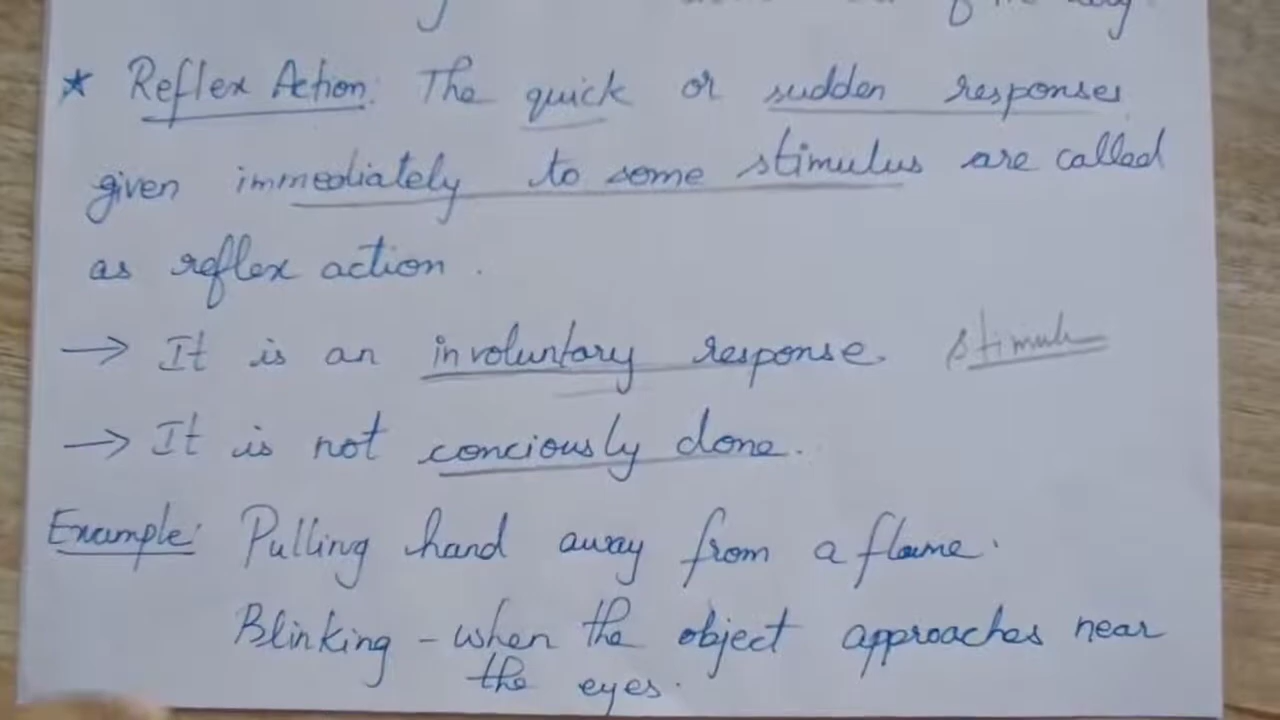 ★ Reflex Action: The quick or sudden responses
given immediately to some stimulus are called
as reflex action.
→ It is an involuntary response. stimuli
→ It is not conciously done.
Example: Pulling hand away from a flame.
Blinking - when the object approaches near
the eyes.